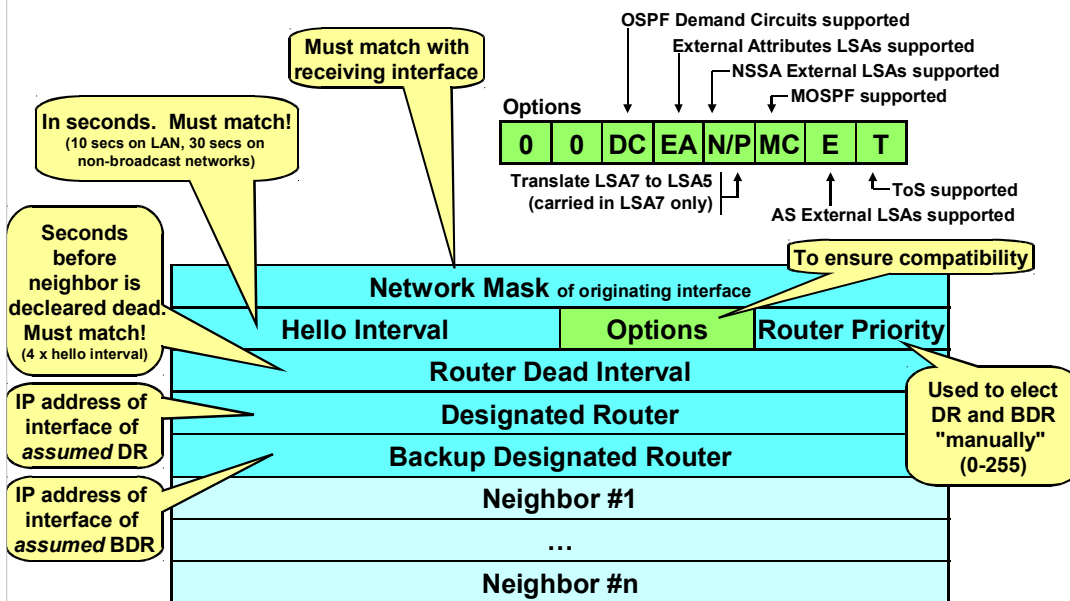 OSPF Demand Circuits supported
External Attributes LSAs supported
NSSA External LSAs supported
MOSPF supported
Options
0 0 DC EA N/P MC E T
Translate LSA7 to LSA5
(carried in LSA7 only)
ToS supported
AS External LSAs supported
Must match with
receiving interface
In seconds. Must match!
(10 secs on LAN, 30 secs on
non-broadcast networks)
Seconds
before
neighbor is
decleared dead.
Must match!
(4 x hello interval)
To ensure compatibility
Network Mask of originating interface
Hello Interval
Options
Router Priority
Router Dead Interval
IP address of
interface of
assumed DR
Designated Router
Used to elect
DR and BDR
"manually"
(0-255)
Backup Designated Router
IP address of
interface of
assumed BDR
Neighbor #1
...
Neighbor #n